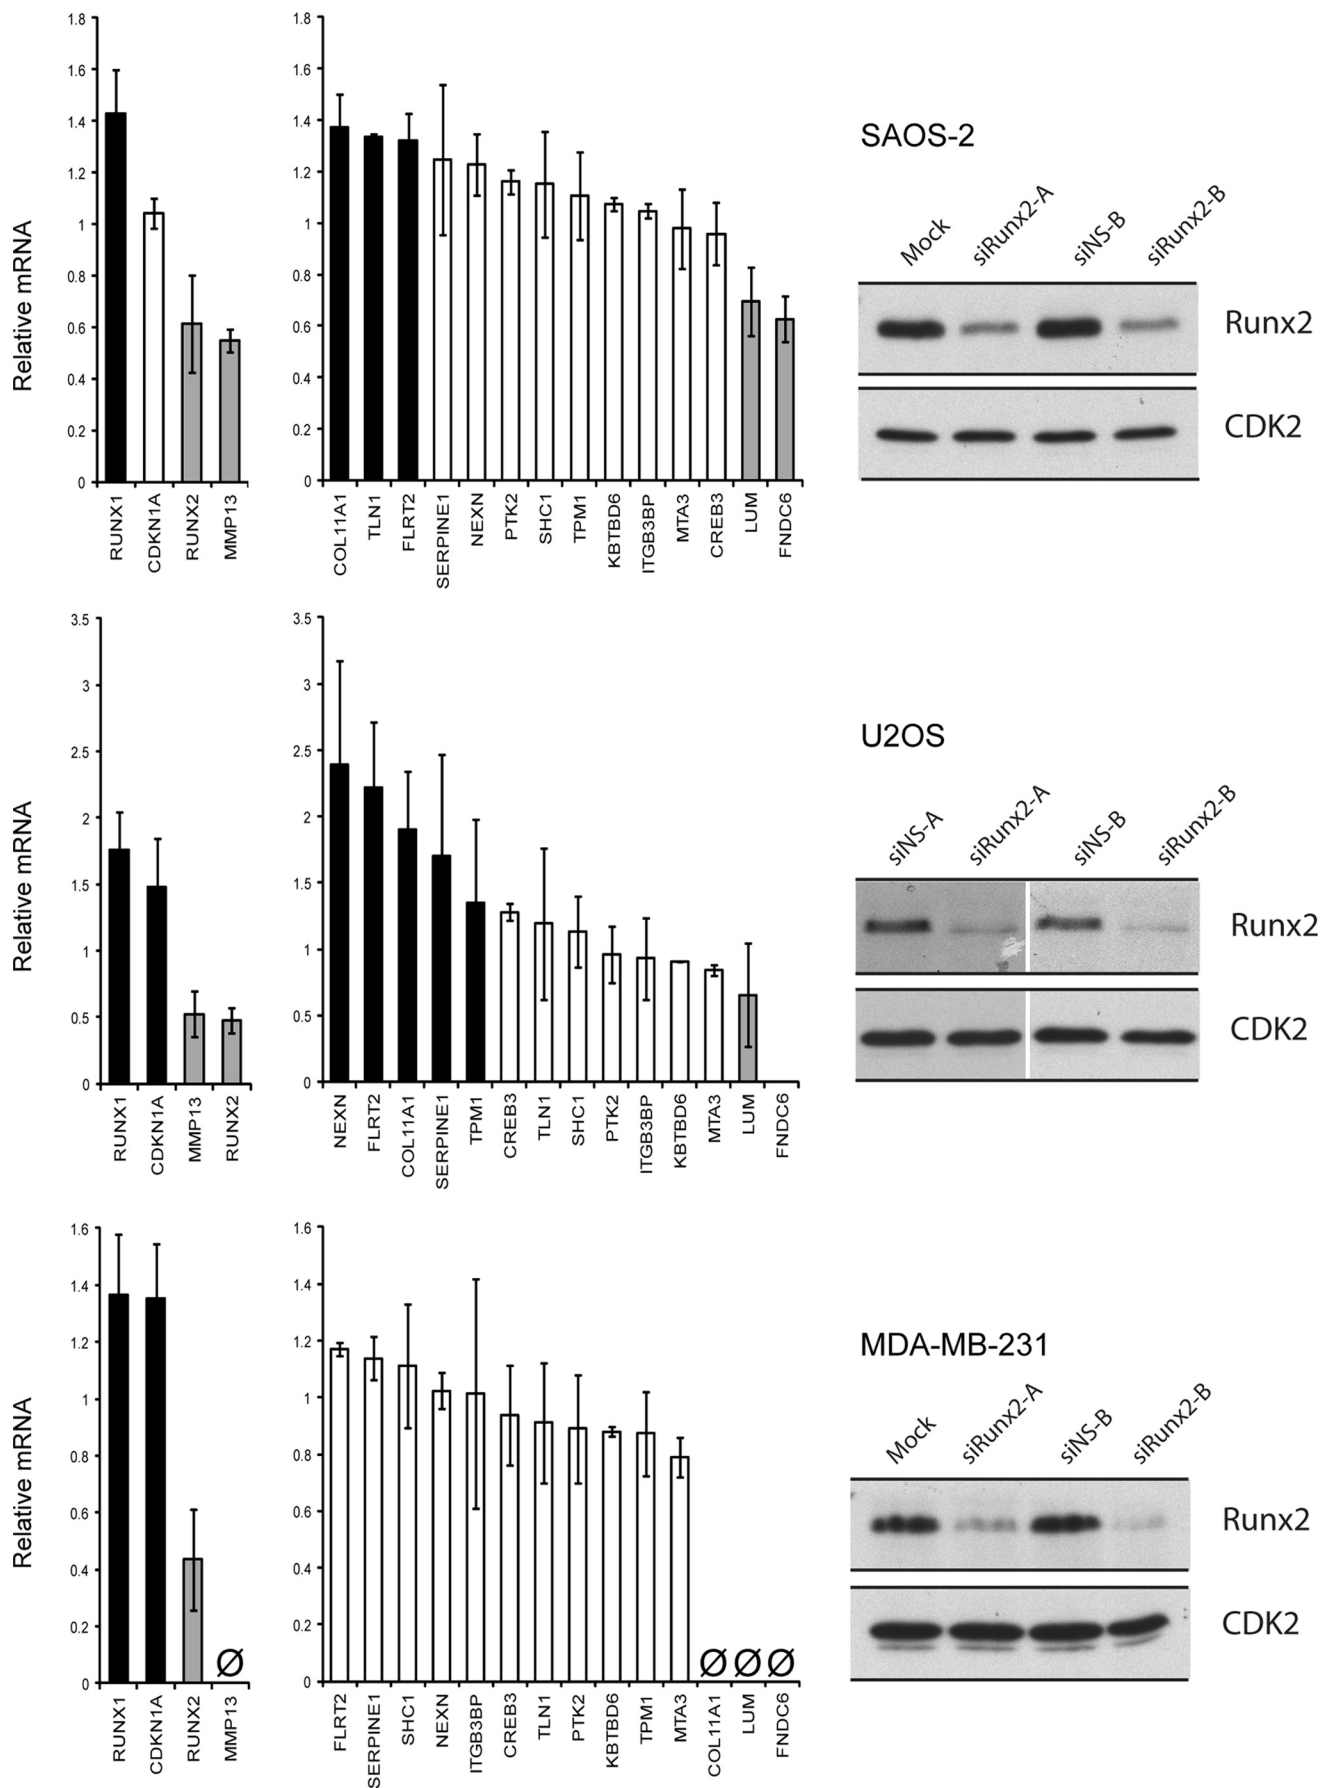 1.8
1.6
1.4
1.2
1
0.8
0.6
0.4
0.2
0
Relative mRNA
RUNX1
CDKN1A
RUNX2
MMP13
1.8
1.6
1.4
1.2
1
0.8
0.6
0.4
0.2
0
COL11A1
TLN1
FLRT2
SERPINE1
NEXN
PTK2
SHC1
TPM1
KBTBD6
ITGB3BP
MTA3
CREB3
LUM
FNDC6
SAOS-2
Mock
siRunx2-A
siNS-B
siRunx2-B
Runx2
CDK2
3.5
3
2.5
2
1.5
1
0.5
0
Relative mRNA
RUNX1
CDKN1A
MMP13
RUNX2
3.5
3
2.5
2
1.5
1
0.5
0
NEXN
FLRT2
COL11A1
SERPINE1
TPM1
CREB3
TLN1
SHC1
PTK2
ITGB3BP
KBTBD6
MTA3
LUM
FNDC6
U2OS
siNS-A
siRunx2-A
siNS-B
siRunx2-B
Runx2
CDK2
1.6
1.4
1.2
1
0.8
0.6
0.4
0.2
0
Relative mRNA
Ø
RUNX1
CDKN1A
RUNX2
MMP13
1.6
1.4
1.2
1
0.8
0.6
0.4
0.2
0
Ø Ø Ø
FLRT2
SERPINE1
SHC1
NEXN
ITGB3BP
CREB3
TLN1
PTK2
KBTBD6
TPM1
MTA3
COL11A1
LUM
FNDC6
MDA-MB-231
Mock
siRunx2-A
siNS-B
siRunx2-B
Runx2
CDK2